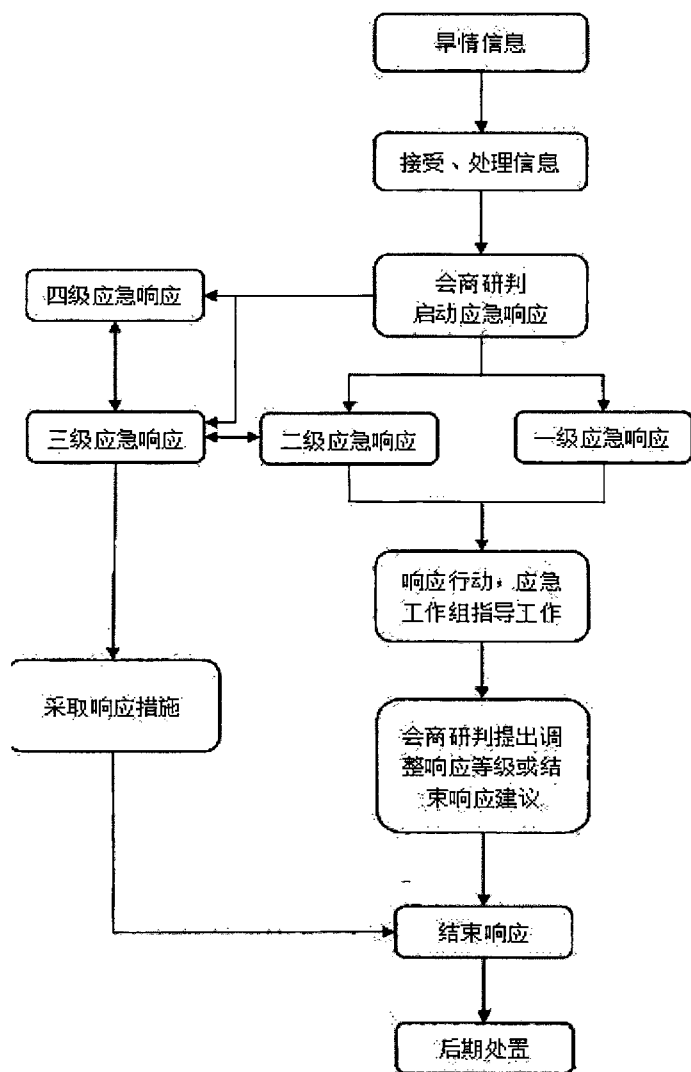 旱情信息
接受、处理信息
会商研判
启动应急响应
四级应急响应
三级应急响应
二级应急响应
一级应急响应
响应行动，应急
工作组指导工作
采取响应措施
会商研判提出调
整响应等级或结
束响应建议
结束响应
后期处置